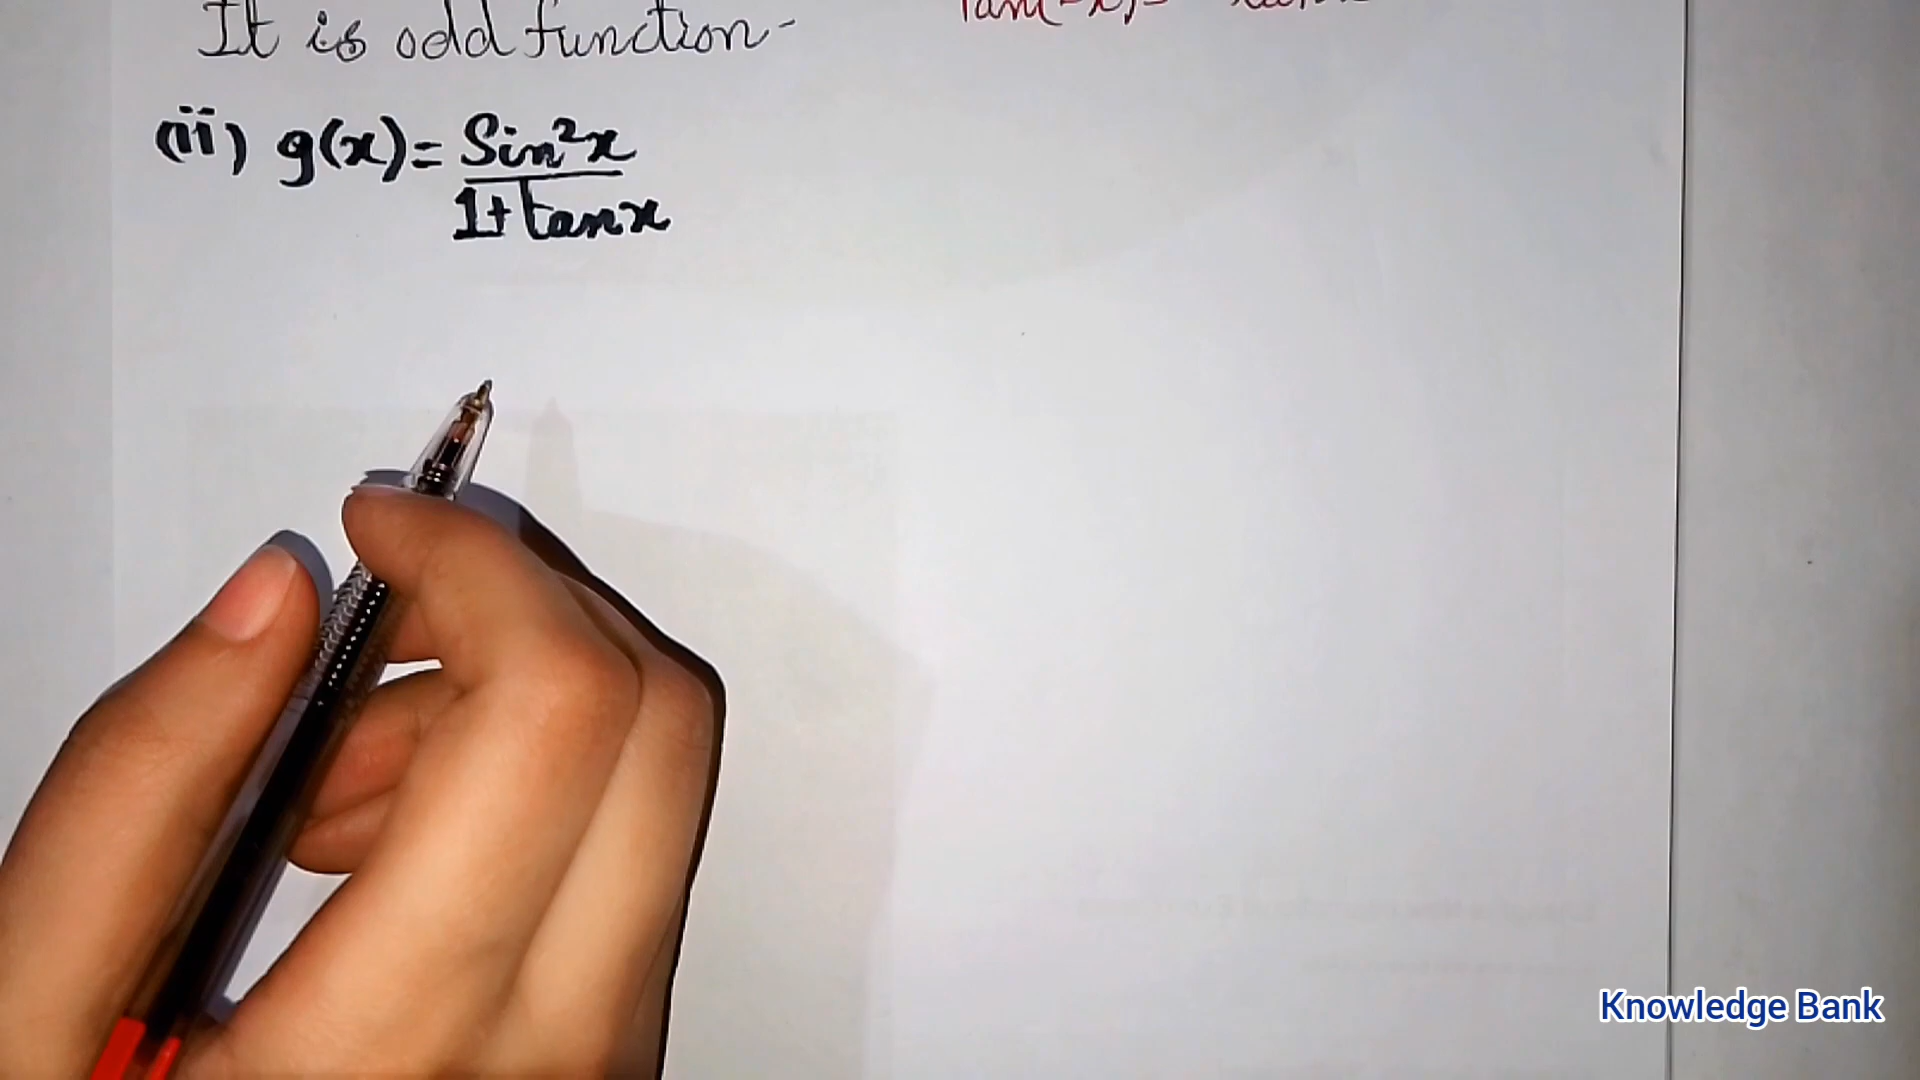 It is odd function-
(ii) g(x) = Sin²x
1+tanx
Knowledge Bank